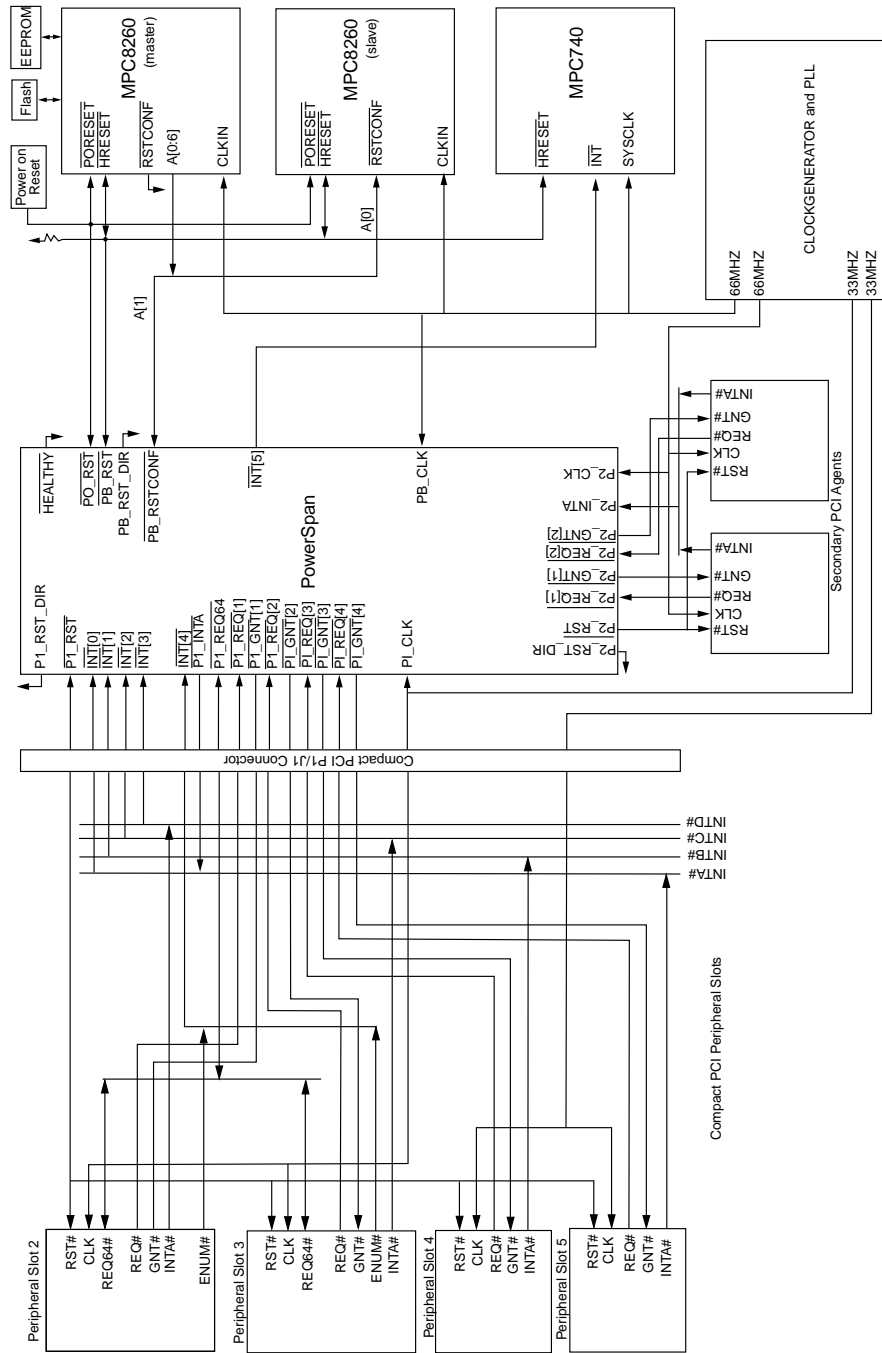 EEPROM
Flash
Power on
Reset
MPC8260
(master)
PORESET
HRESET
RSTCONF
A[0:6]
CLKIN
MPC8260
(slave)
PORESET
HRESET
RSTCONF
CLKIN
MPC740
HRESET
INT
SYSCLK
CLOCKGENERATOR and PLL
66MHZ
66MHZ
33MHZ
33MHZ
A[1]
A[0]
PowerSpan
HEALTHY
PO_RST
PB_RST
PB_RST_DIR
PB_RSTCONF
INT[5]
PB_CLK
P1_RST_DIR
P1_RST
INT[0]
INT[1]
INT[2]
INT[3]
INT[4]
P1_INTA
P1_REQ64
P1_REQ[1]
P1_GNT[1]
P1_REQ[2]
PI_GNT[2]
PI_REQ[3]
PI_GNT[3]
PI_REQ[4]
PI_GNT[4]
PI_CLK
P2_CLK
P2_INTA
P2_GNT[2]
P2_REQ[2]
P2_GNT[1]
P2_REQ[1]
P2_RST
P2_RST_DIR
INTA#
GNT#
REQ#
CLK
RST#
INTA#
GNT#
REQ#
CLK
RST#
Secondary PCI Agents
Compact PCI P1/J1 Connector
INTD#
INTC#
INTB#
INTA#
Compact PCI Peripheral Slots
Peripheral Slot 2
RST#
CLK
REQ64#
REQ#
GNT#
INTA#
ENUM#
Peripheral Slot 3
RST#
CLK
REQ64#
REQ#
GNT#
ENUM#
INTA#
Peripheral Slot 4
RST#
CLK
REQ#
GNT#
INTA#
Peripheral Slot 5
RST#
CLK
REQ#
GNT#
INTA#